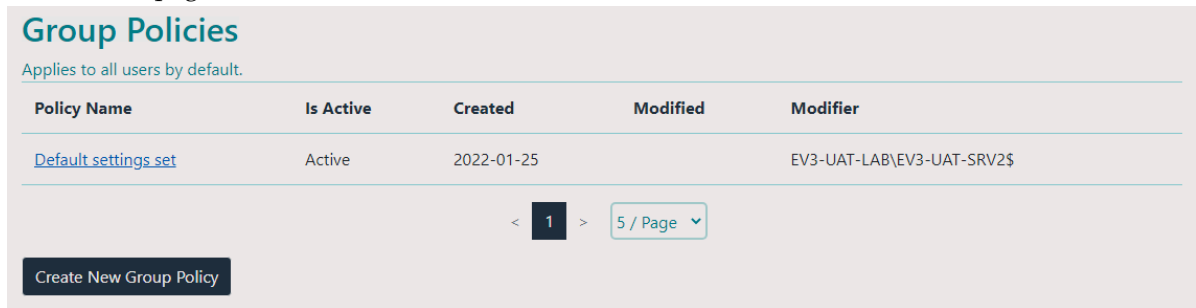 Group Policies
Applies to all users by default.
Policy Name Is Active Created Modified Modifier
Default settings set Active 2022-01-25 EV3-UAT-LAB\EV3-UAT-SRV2$
< 1 > 5 / Page
Create New Group Policy